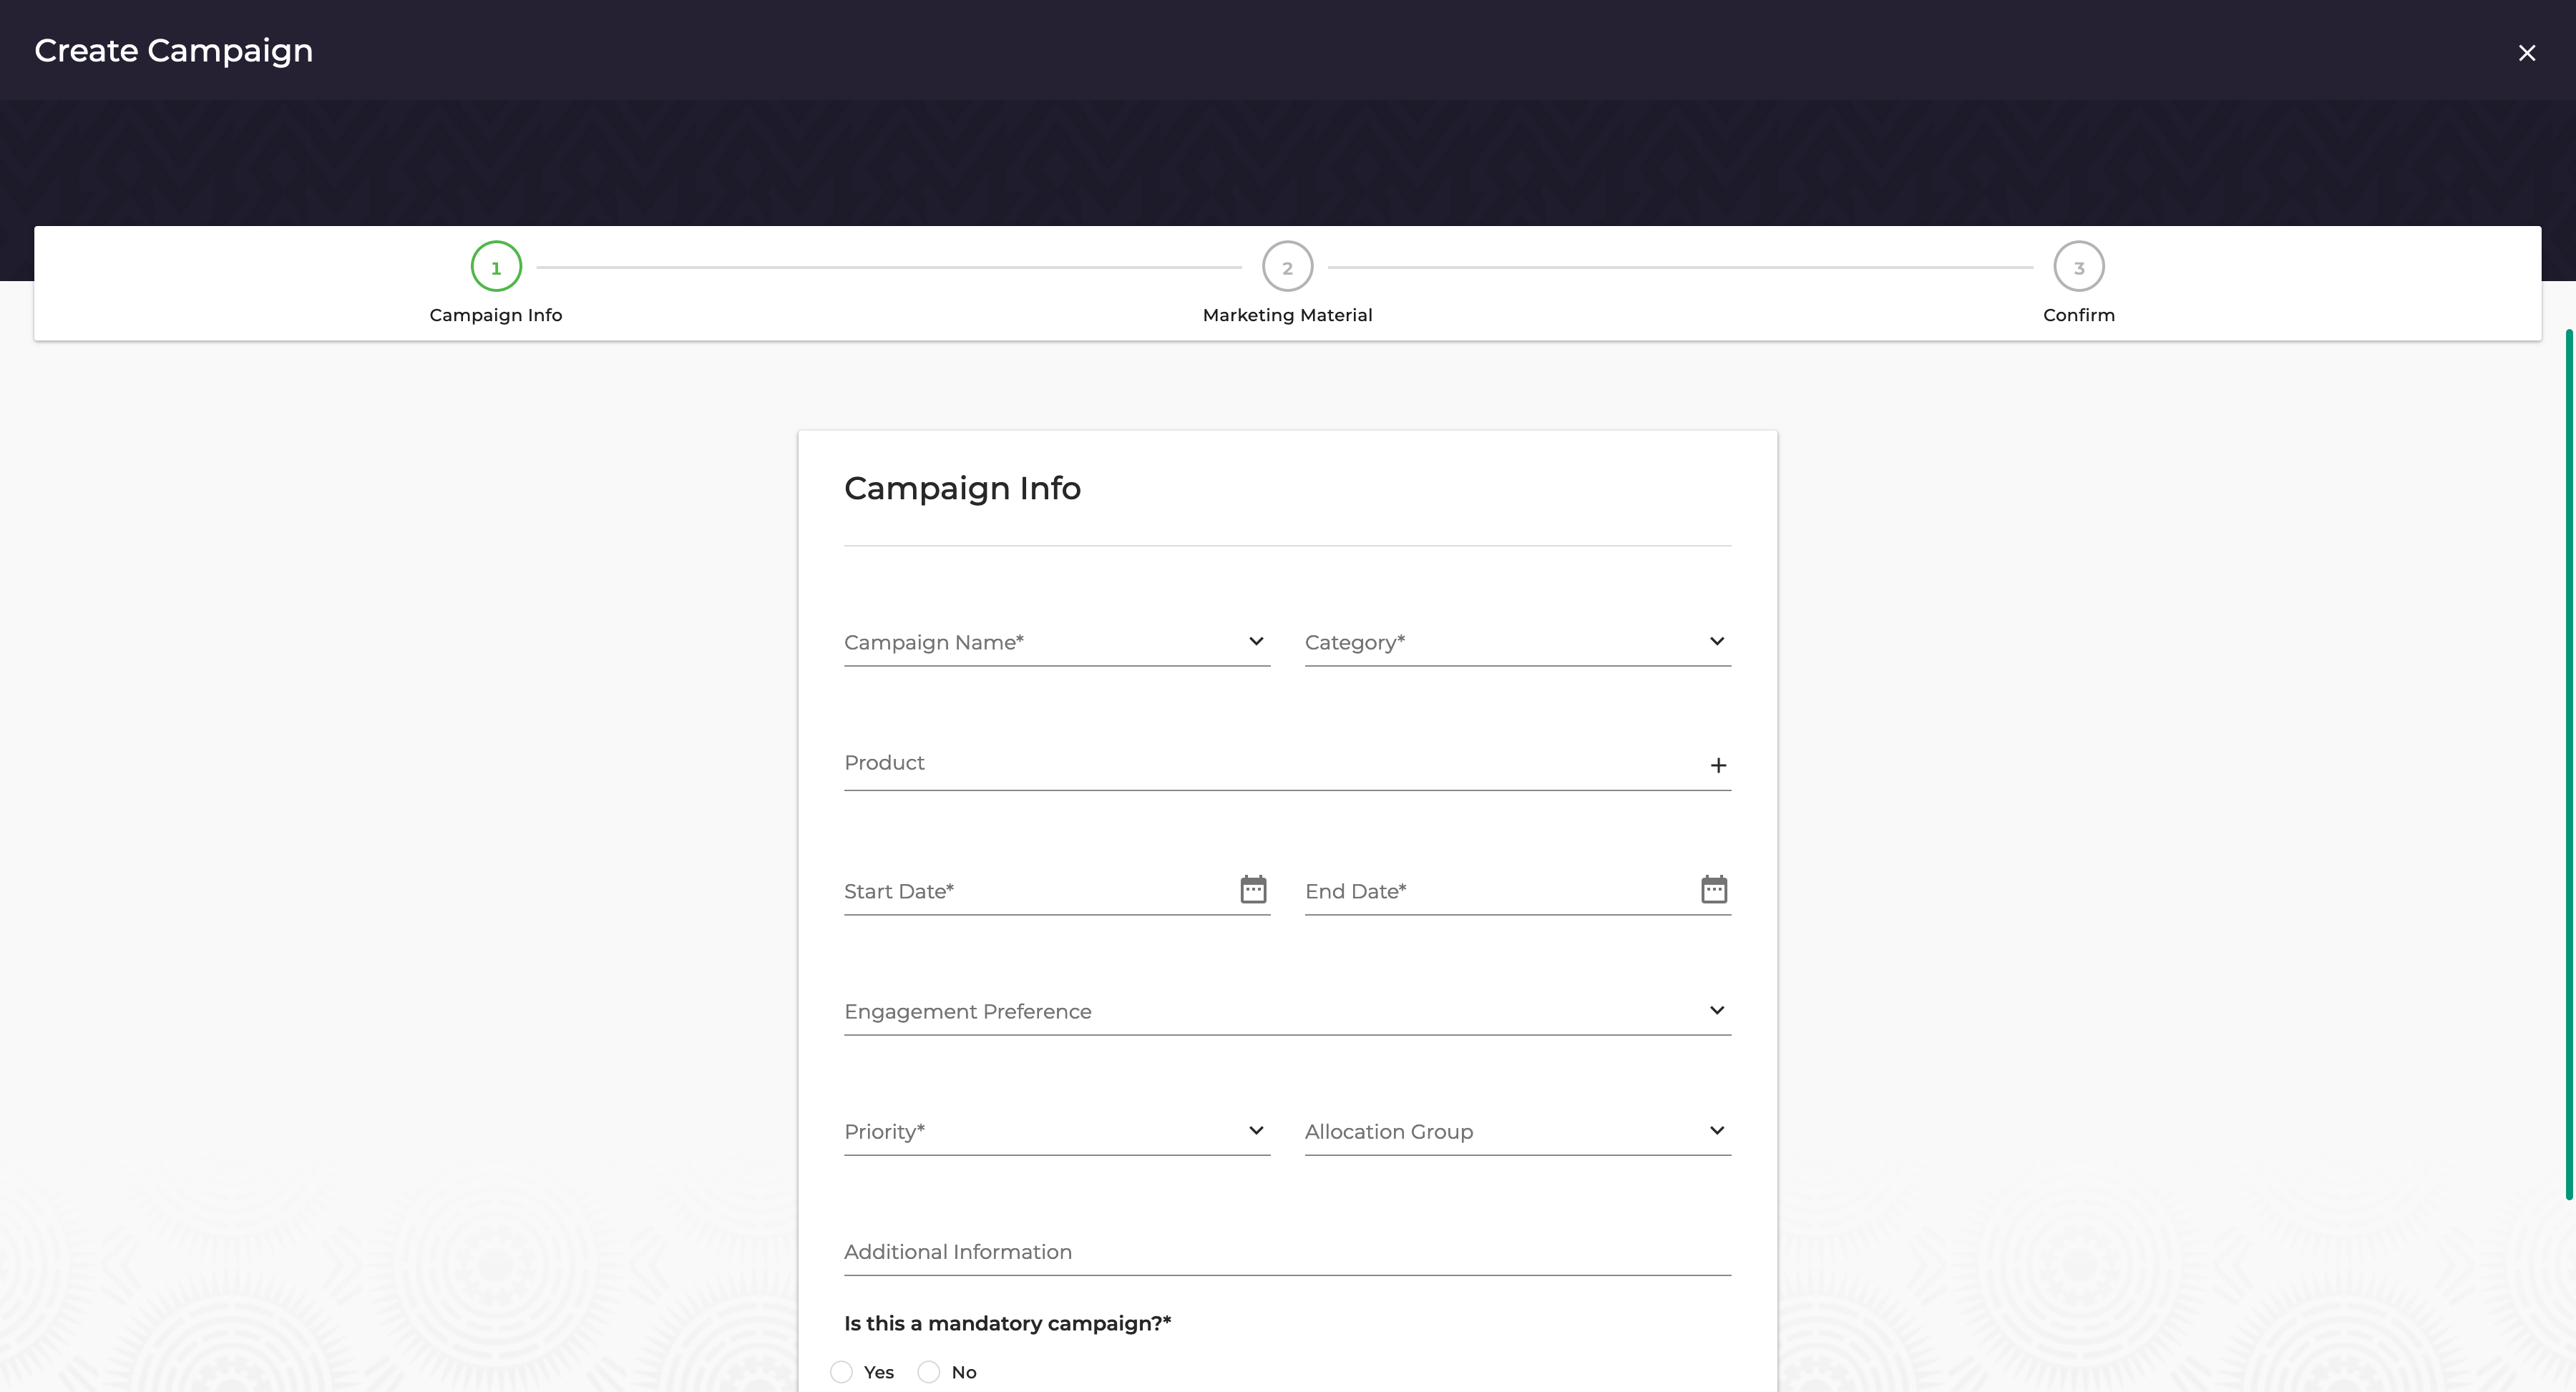 Create Campaign
1
2
3
Campaign Info
Marketing Material
Confirm
Campaign Info
Campaign Name*
Category*
Product
Start Date*
End Date*
Engagement Preference
Priority*
Allocation Group
Additional Information
Is this a mandatory campaign?*
Yes
No